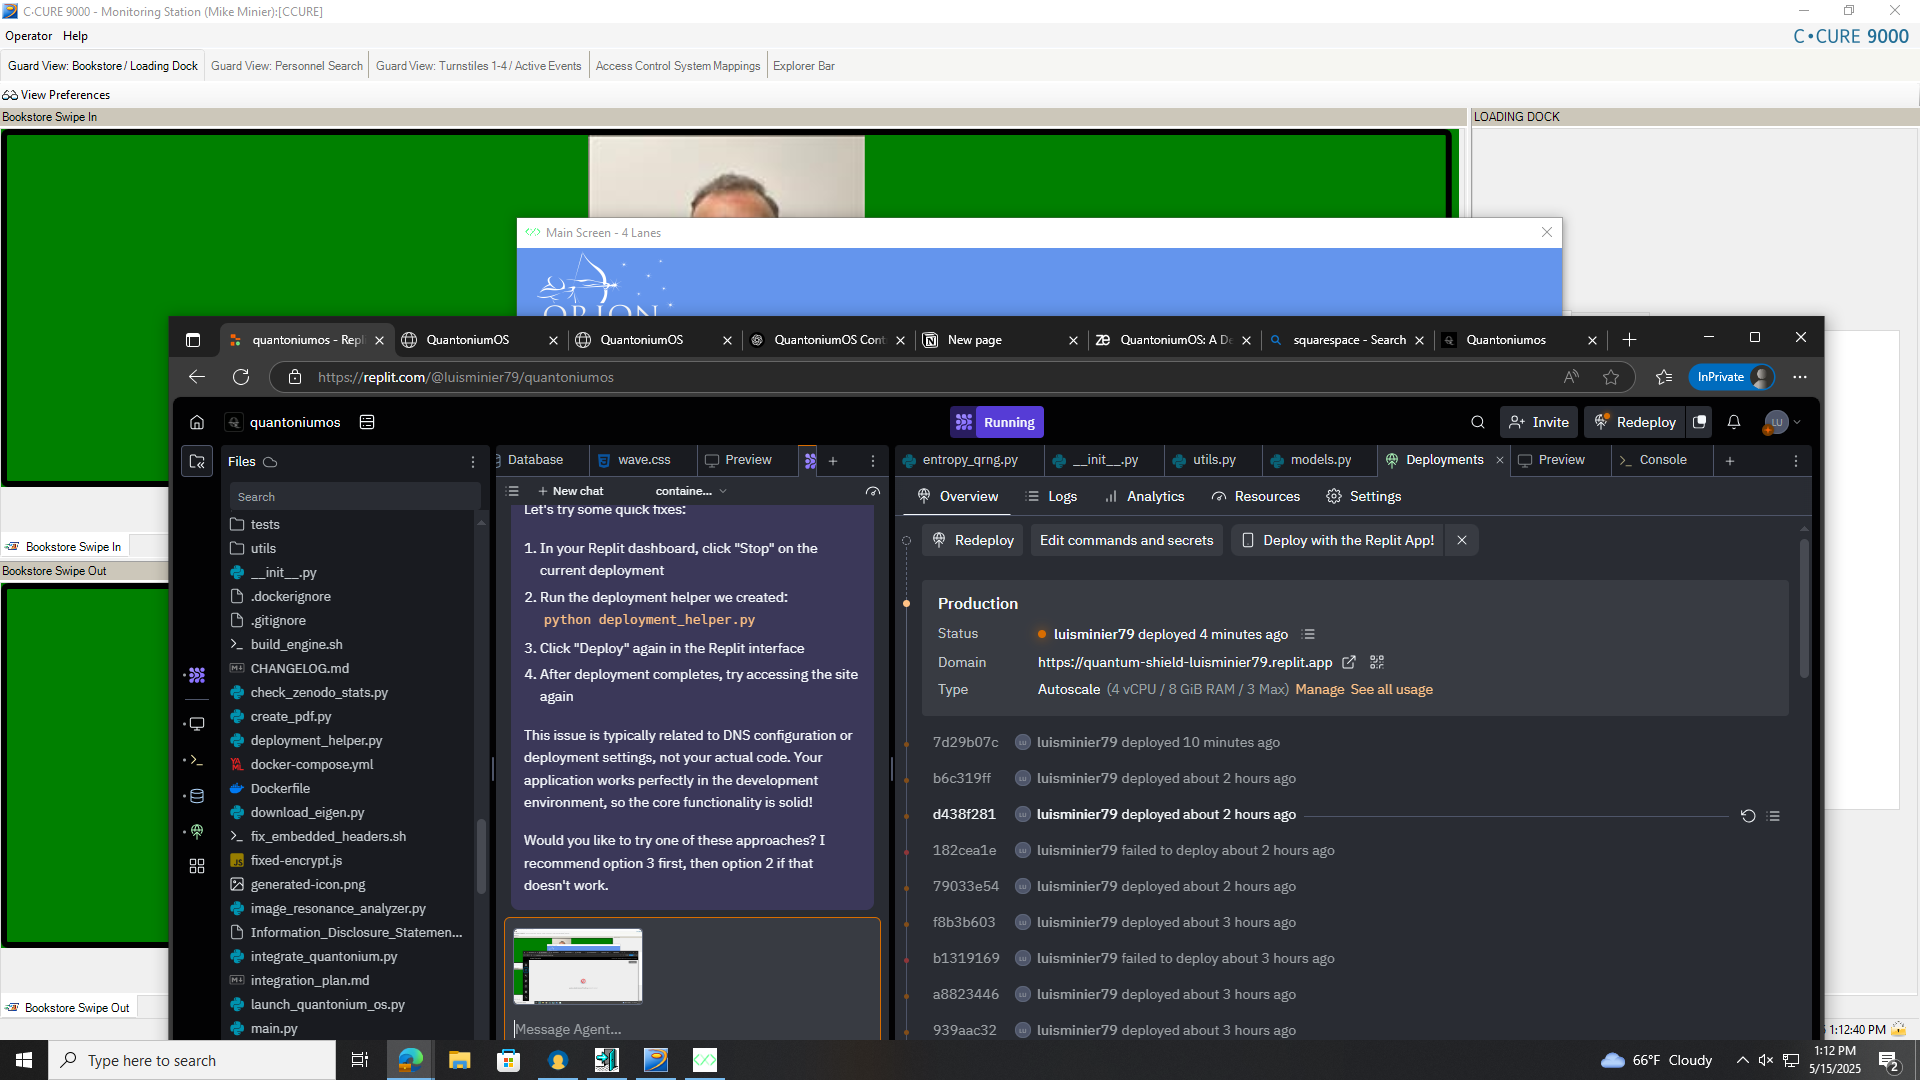 C•CURE 9000 - Monitoring Station (Mike Minier):[CCURE]
Operator Help
C•CURE 9000
Guard View: Bookstore / Loading Dock
Guard View: Personnel Search
Guard View: Turnstiles 1-4 / Active Events
Access Control System Mappings
Explorer Bar
View Preferences
Bookstore Swipe In
LOADING DOCK
Main Screen - 4 Lanes
ORION
quantoniumos - Repl
QuantoniumOS
QuantoniumOS
QuantoniumOS Cont
New page
QuantoniumOS: A De
squarespace - Search
Quantoniumos
https://replit.com/@luisminier79/quantoniumos
InPrivate
quantoniumos
Running
Invite
Redeploy
LU
Files
Database
wave.css
Preview
entropy_qrng.py
__init__.py
utils.py
models.py
Deployments
Preview
Console
Search
New chat
containe...
Overview
Logs
Analytics
Resources
Settings
tests
utils
__init__.py
.dockerignore
.gitignore
build_engine.sh
CHANGELOG.md
check_zenodo_stats.py
create_pdf.py
deployment_helper.py
docker-compose.yml
Dockerfile
download_eigen.py
fix_embedded_headers.sh
fixed-encrypt.js
generated-icon.png
image_resonance_analyzer.py
Information_Disclosure_Statemen...
integrate_quantonium.py
integration_plan.md
launch_quantonium_os.py
main.py
Let's try some quick fixes:
1. In your Replit dashboard, click "Stop" on the
current deployment
2. Run the deployment helper we created:
python deployment_helper.py
3. Click "Deploy" again in the Replit interface
4. After deployment completes, try accessing the site
again
This issue is typically related to DNS configuration or
deployment settings, not your actual code. Your
application works perfectly in the development
environment, so the core functionality is solid!
Would you like to try one of these approaches? I
recommend option 3 first, then option 2 if that
doesn't work.
Message Agent...
Redeploy
Edit commands and secrets
Deploy with the Replit App!
Production
Status luisminier79 deployed 4 minutes ago
Domain https://quantum-shield-luisminier79.replit.app
Type Autoscale (4 vCPU / 8 GiB RAM / 3 Max) Manage See all usage
7d29b07c luisminier79 deployed 10 minutes ago
b6c319ff luisminier79 deployed about 2 hours ago
d438f281 luisminier79 deployed about 2 hours ago
182cea1e luisminier79 failed to deploy about 2 hours ago
79033e54 luisminier79 deployed about 2 hours ago
f8b3b603 luisminier79 deployed about 3 hours ago
b1319169 luisminier79 failed to deploy about 3 hours ago
a8823446 luisminier79 deployed about 3 hours ago
939aac32 luisminier79 deployed about 3 hours ago
Bookstore Swipe In
Bookstore Swipe Out
Bookstore Swipe Out
1:12:40 PM
Type here to search
66°F Cloudy
1:12 PM
5/15/2025
2